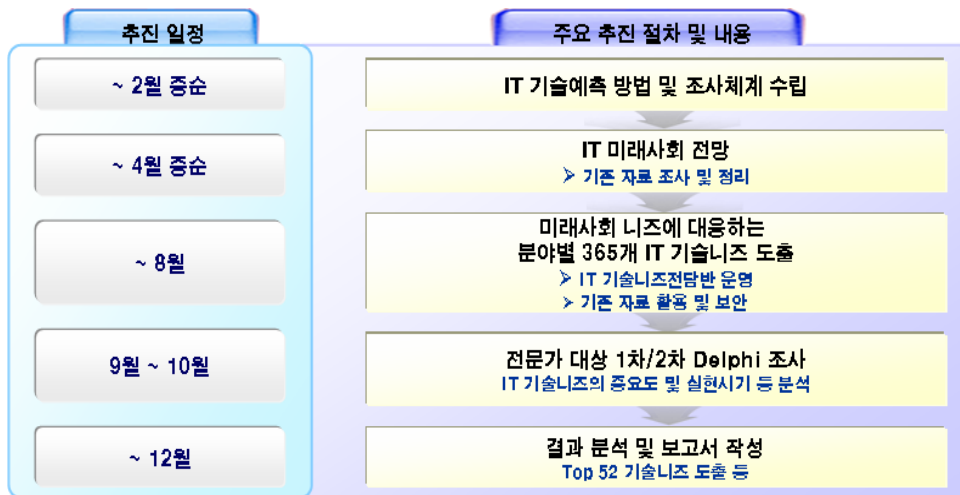 추진 일정
주요 추진 절차 및 내용
~ 2월 중순
IT 기술예측 방법 및 조사체계 수립
~ 4월 중순
IT 미래사회 전망
➢ 기존 자료 조사 및 정리
~ 8월
미래사회 니즈에 대응하는
분야별 365개 IT 기술니즈 도출
➢ IT 기술니즈전담반 운영
➢ 기존 자료 활용 및 보안
9월 ~ 10월
전문가 대상 1차/2차 Delphi 조사
IT 기술니즈의 중요도 및 실현시기 등 분석
~ 12월
결과 분석 및 보고서 작성
Top 52 기술니즈 도출 등